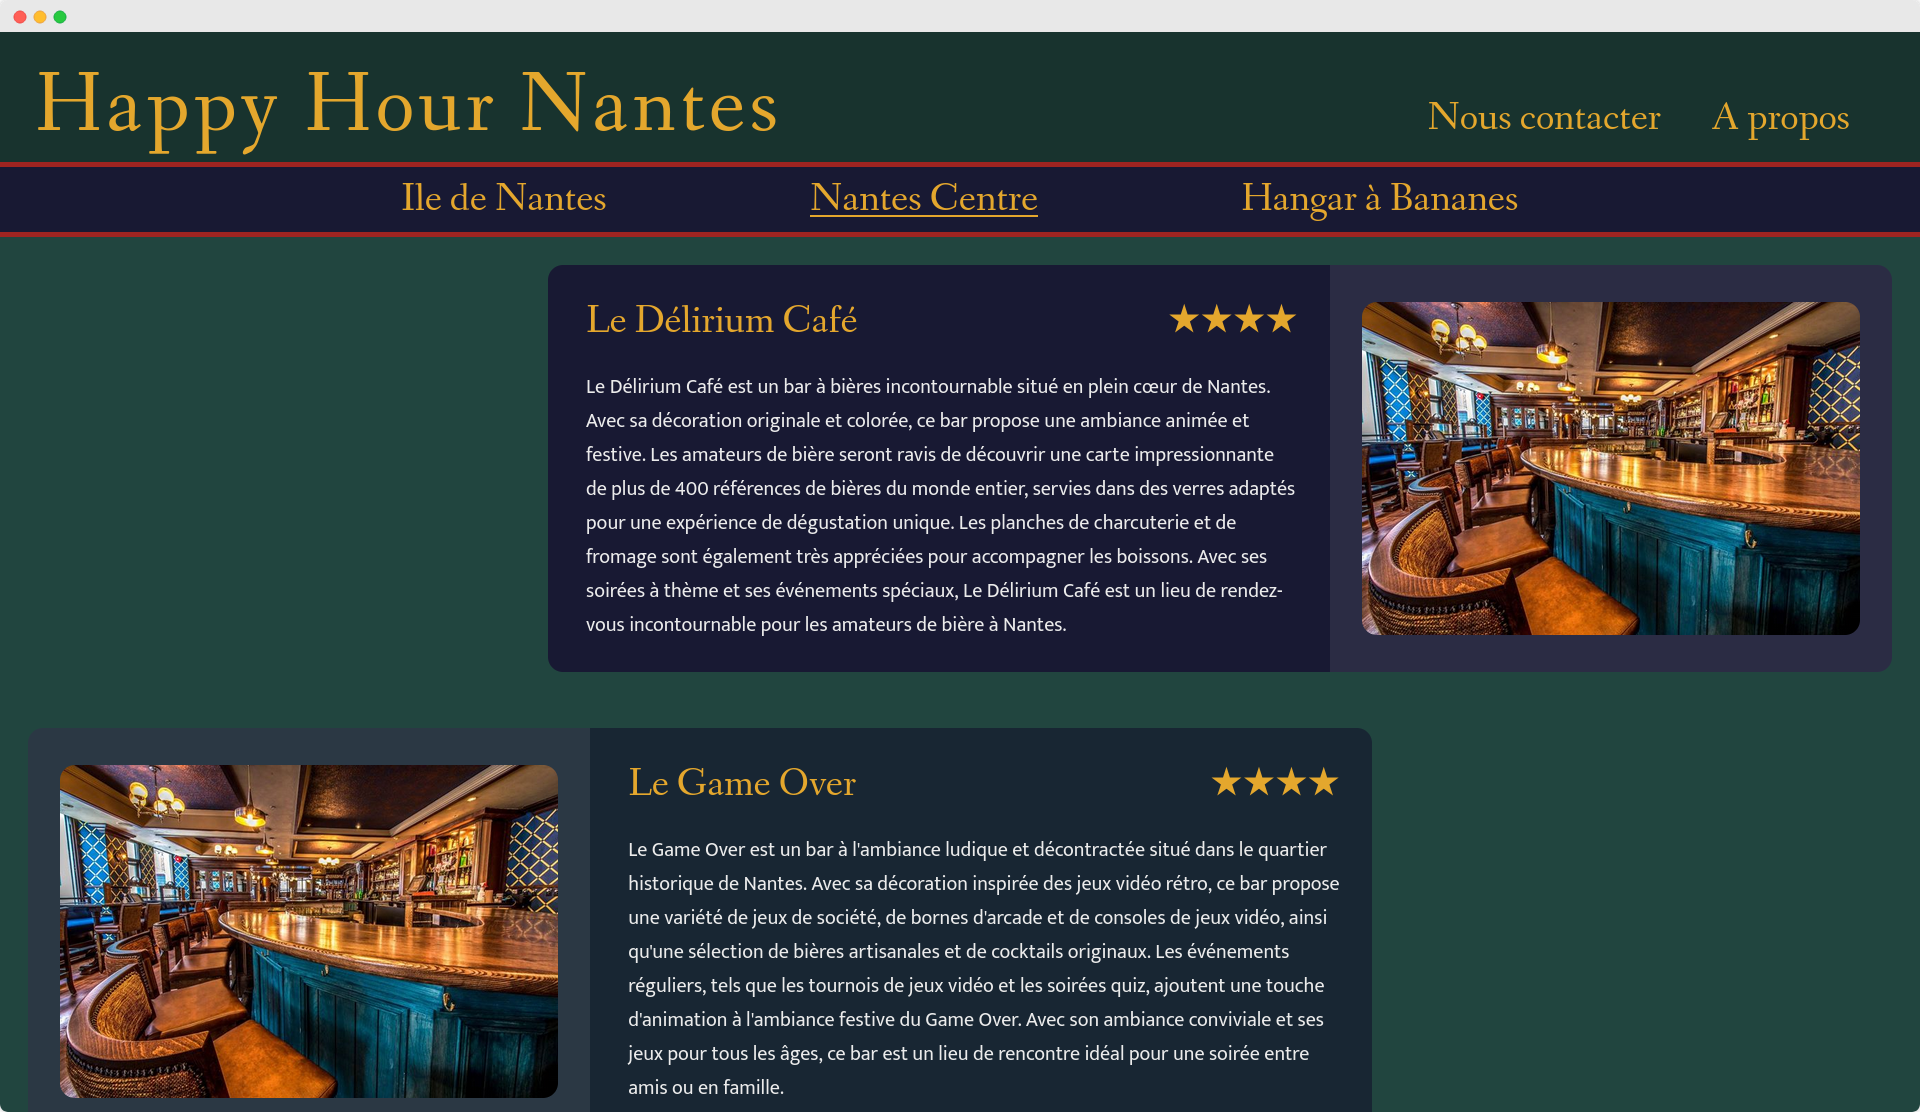 Happy Hour Nantes
Nous contacter
A propos
Ile de Nantes
Nantes Centre
Hangar à Bananes
Le Délirium Café
★★★★
Le Délirium Café est un bar à bières incontournable situé en plein cœur de Nantes.
Avec sa décoration originale et colorée, ce bar propose une ambiance animée et
festive. Les amateurs de bière seront ravis de découvrir une carte impressionnante
de plus de 400 références de bières du monde entier, servies dans des verres adaptés
pour une expérience de dégustation unique. Les planches de charcuterie et de
fromage sont également très appréciées pour accompagner les boissons. Avec ses
soirées à thème et ses événements spéciaux, Le Délirium Café est un lieu de rendez-
vous incontournable pour les amateurs de bière à Nantes.
Le Game Over
★★★★
Le Game Over est un bar à l'ambiance ludique et décontractée situé dans le quartier
historique de Nantes. Avec sa décoration inspirée des jeux vidéo rétro, ce bar propose
une variété de jeux de société, de bornes d'arcade et de consoles de jeux vidéo, ainsi
qu'une sélection de bières artisanales et de cocktails originaux. Les événements
réguliers, tels que les tournois de jeux vidéo et les soirées quiz, ajoutent une touche
d'animation à l'ambiance festive du Game Over. Avec son ambiance conviviale et ses
jeux pour tous les âges, ce bar est un lieu de rencontre idéal pour une soirée entre
amis ou en famille.